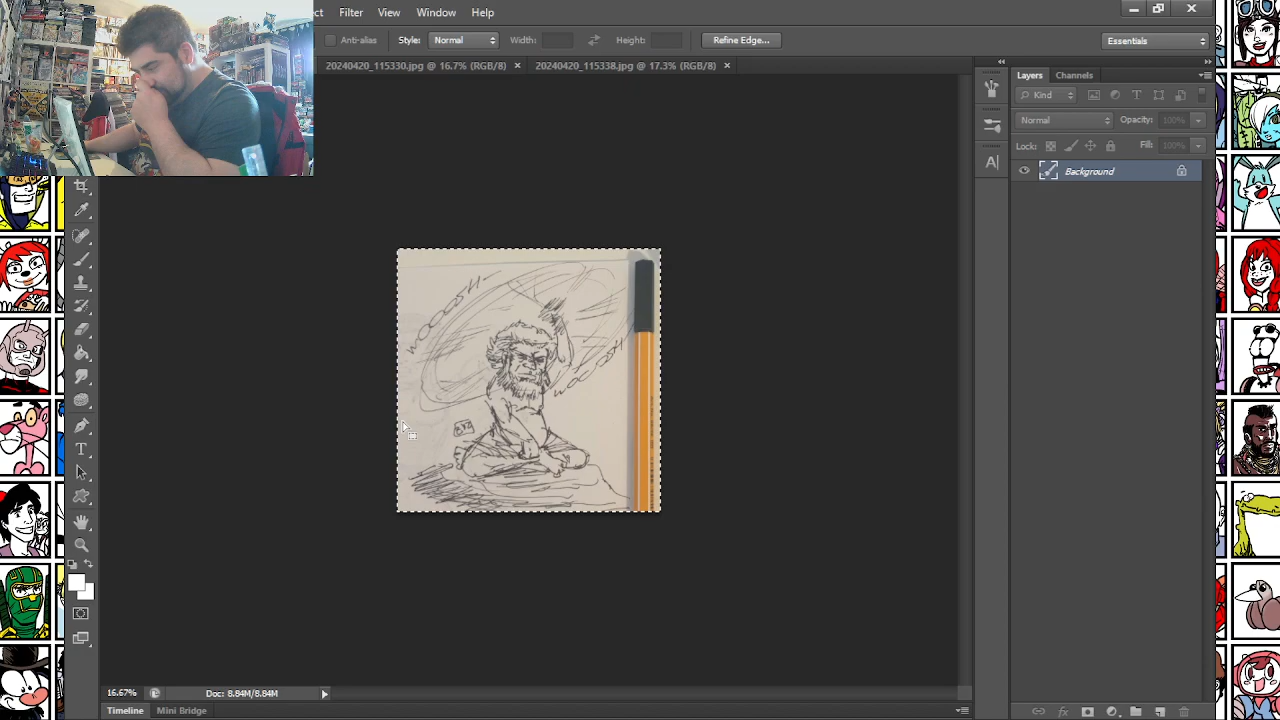 Filter View Window Help
Anti-alias Style: Normal Width: Height: Refine Edge... Essentials
20240420_115330.jpg @ 16.7% (RGB/8) × 20240420_115338.jpg @ 17.3% (RGB/8) ×
Layers Channels
Kind
Normal Opacity: 100%
Lock: Fill: 100%
Background
16.67% Doc: 8.84M/8.84M
Timeline Mini Bridge